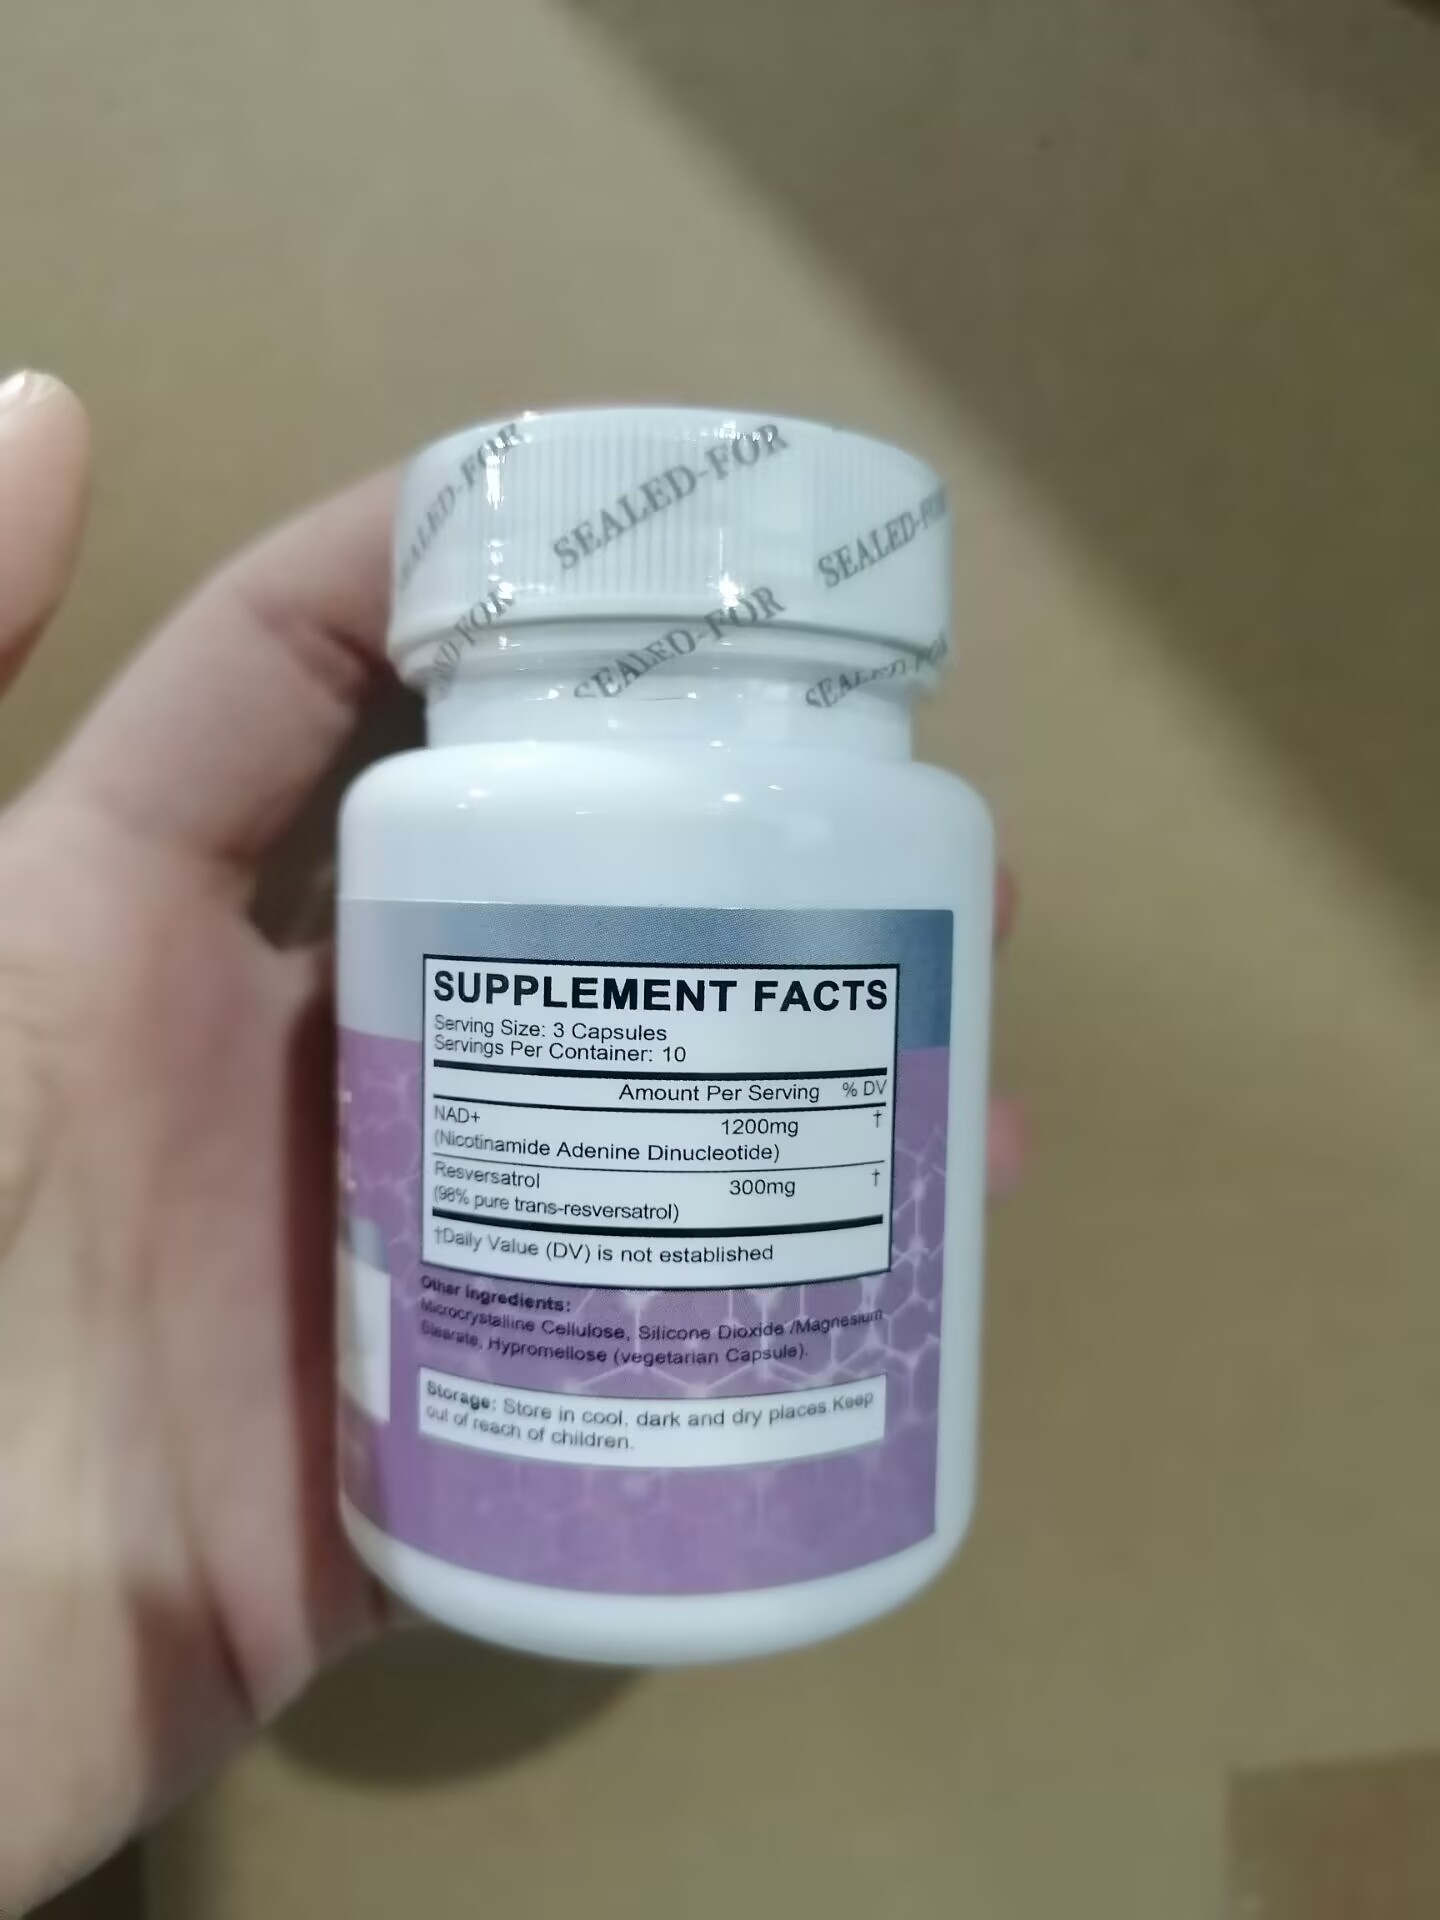 SEALED-FOR
SEALED-FOR
SEALED-FOR
SEALED-FOR
SEALED-FOR
SUPPLEMENT FACTS
Serving Size: 3 Capsules
Servings Per Container: 10
Amount Per Serving % DV
NAD+ 1200mg †
(Nicotinamide Adenine Dinucleotide)
Resversatrol 300mg †
(98% pure trans-resversatrol)
†Daily Value (DV) is not established
Other Ingredients:
Microcrystalline Cellulose, Silicone Dioxide /Magnesium
Stearate, Hypromellose (vegetarian Capsule).
Storage: Store in cool, dark and dry places.Keep
out of reach of children.